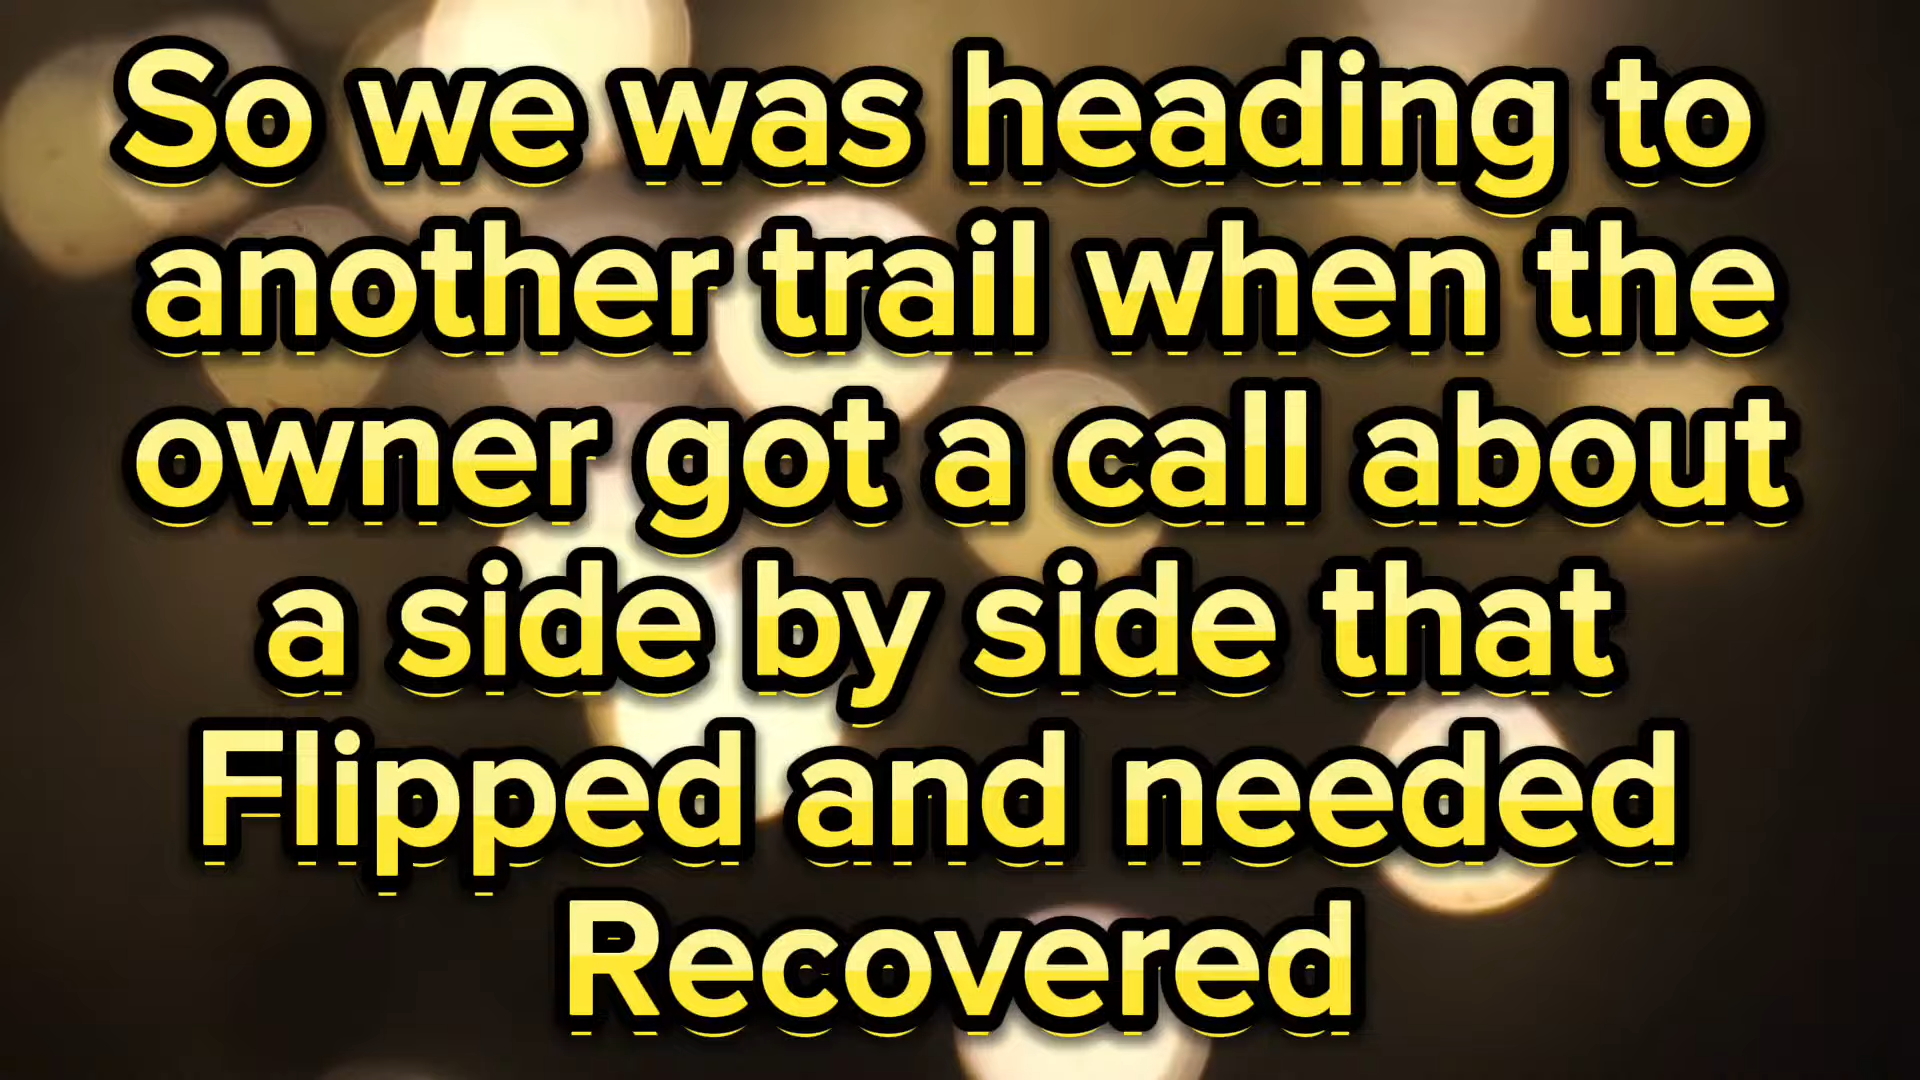 So we was heading to
another trail when the
owner got a call about
a side by side that
Flipped and needed
Recovered